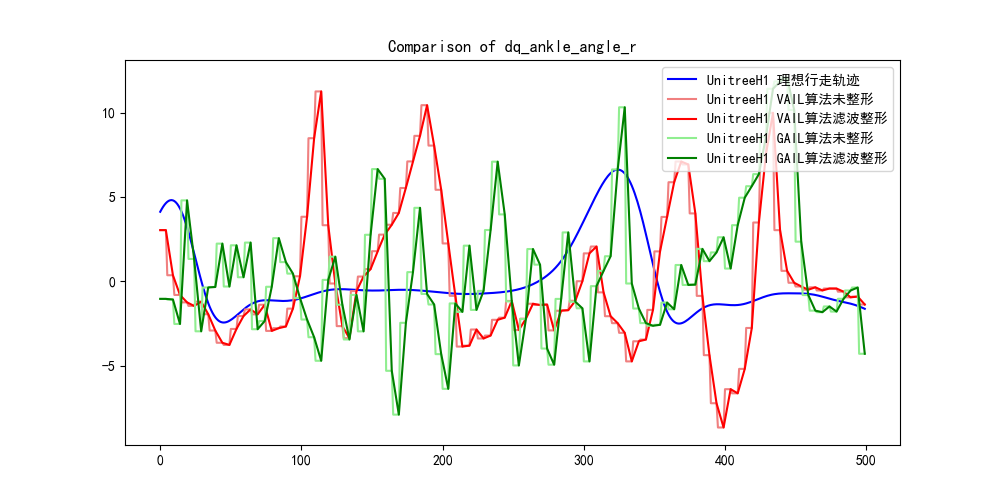 Comparison of dq_ankle_angle_r
UnitreeH1 理想行走轨迹
UnitreeH1 VAIL算法未整形
UnitreeH1 VAIL算法滤波整形
UnitreeH1 GAIL算法未整形
UnitreeH1 GAIL算法滤波整形
10
5
0
−5
0 100 200 300 400 500